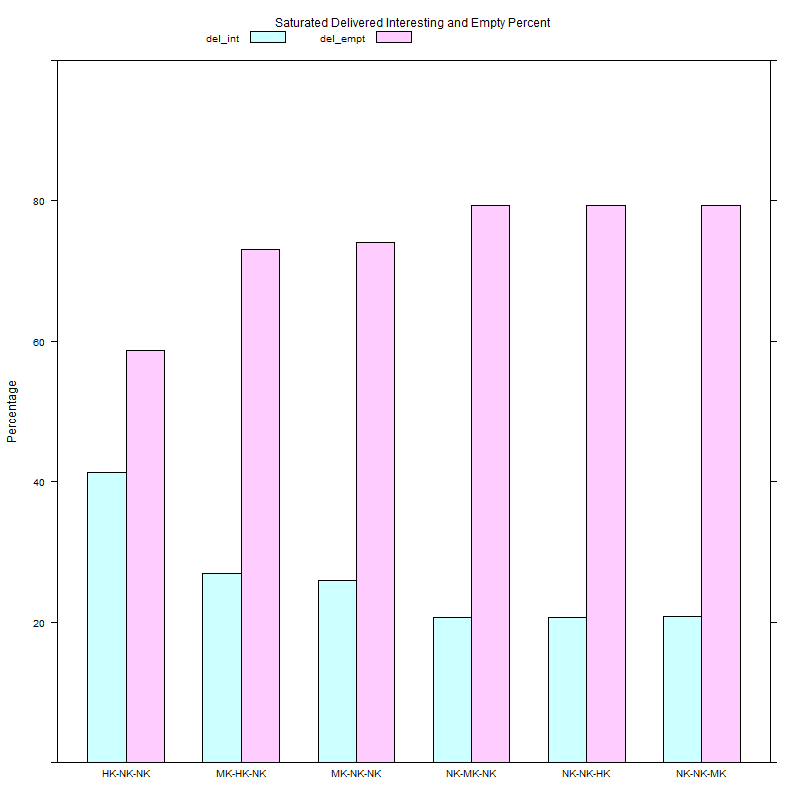 Saturated Delivered Interesting and Empty Percent
del_int del_empt
Percentage
80
60
40
20
HK-NK-NK MK-HK-NK MK-NK-NK NK-MK-NK NK-NK-HK NK-NK-MK